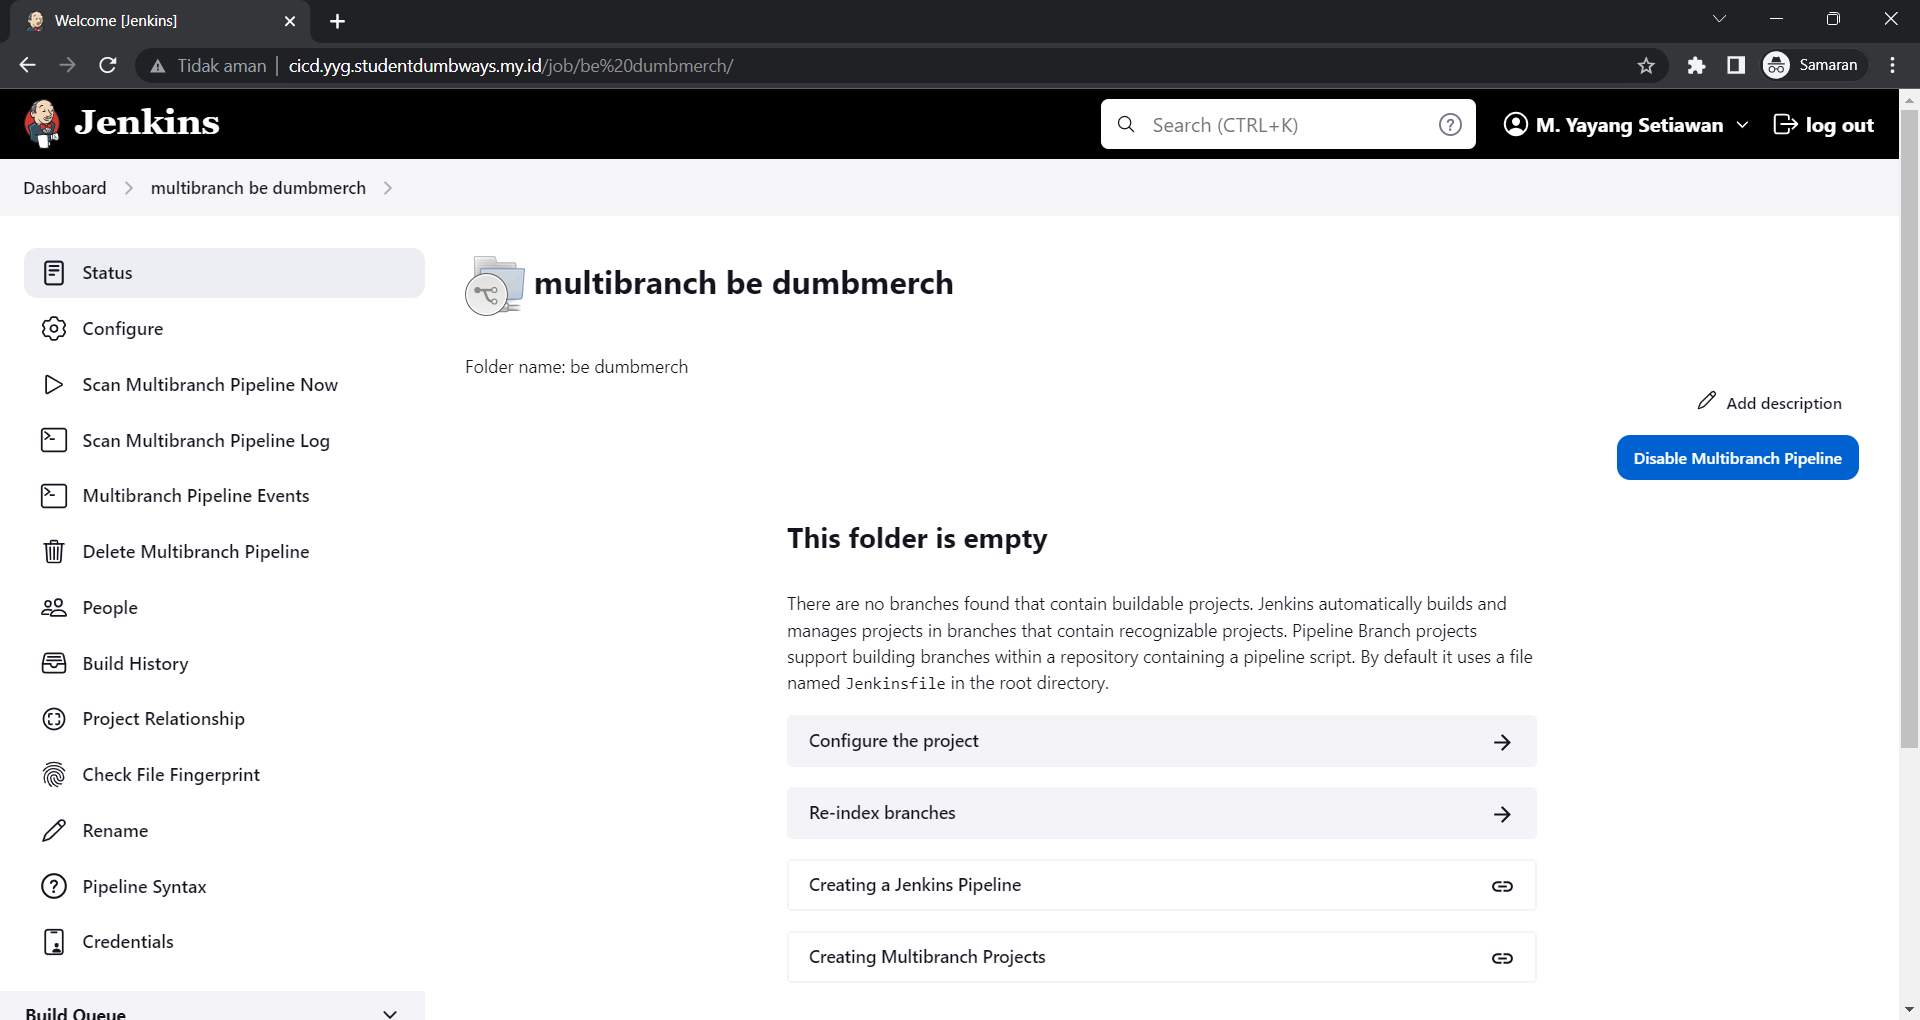 Welcome [Jenkins]
Tidak aman
cicd.yyg.studentdumbways.my.id/job/be%20dumbmerch/
Samaran
Jenkins
Search (CTRL+K)
M. Yayang Setiawan
log out
Dashboard
multibranch be dumbmerch
Status
Configure
Scan Multibranch Pipeline Now
Scan Multibranch Pipeline Log
Multibranch Pipeline Events
Delete Multibranch Pipeline
People
Build History
Project Relationship
Check File Fingerprint
Rename
Pipeline Syntax
Credentials
Build Queue
multibranch be dumbmerch
Folder name: be dumbmerch
Add description
Disable Multibranch Pipeline
This folder is empty
There are no branches found that contain buildable projects. Jenkins automatically builds and
manages projects in branches that contain recognizable projects. Pipeline Branch projects
support building branches within a repository containing a pipeline script. By default it uses a file
named Jenkinsfile in the root directory.
Configure the project
Re-index branches
Creating a Jenkins Pipeline
Creating Multibranch Projects